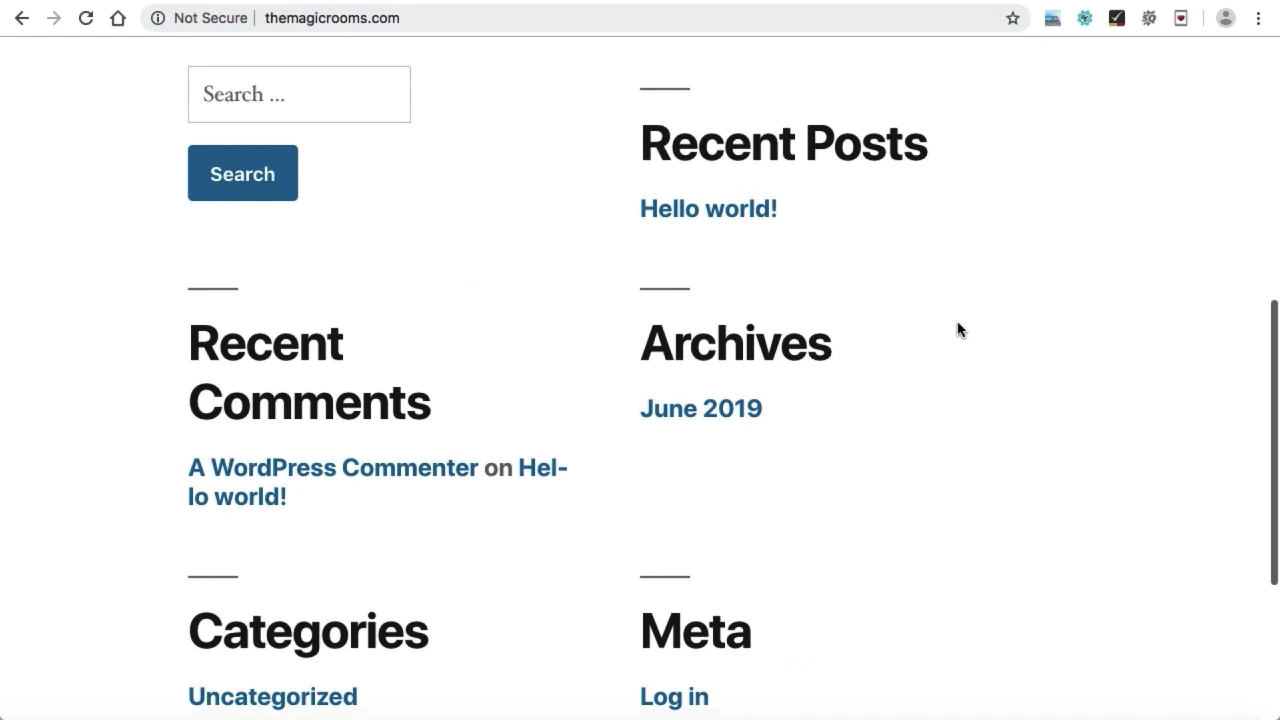 Not Secure
themagicrooms.com
Search ...
Search
Recent Posts
Hello world!
Recent
Comments
A WordPress Commenter on Hel-
lo world!
Archives
June 2019
Categories
Uncategorized
Meta
Log in